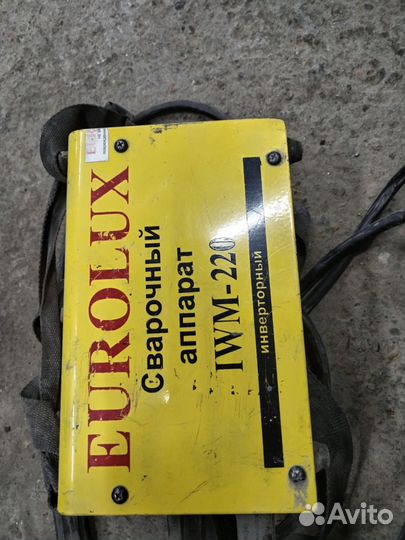 EUROLUX
Сварочный
аппарат
IWM-220
инверторный
Avito